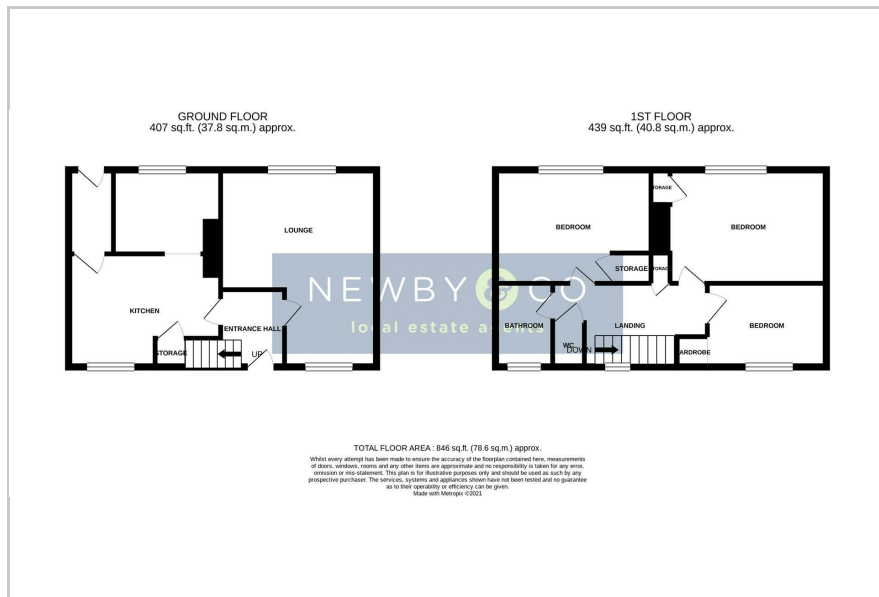 GROUND FLOOR
407 sq.ft. (37.8 sq.m.) approx.
LOUNGE
KITCHEN
ENTRANCE HALL
STORAGE
UP
1ST FLOOR
439 sq.ft. (40.8 sq.m.) approx.
TORAGE
BEDROOM
BEDROOM
STORAGE
TORAG
BATHROOM
LANDING
BEDROOM
WC
DOWN
ARDROBE
NEWBY & CO
local estate agents
TOTAL FLOOR AREA : 846 sq.ft. (78.6 sq.m.) approx.
Whilst every attempt has been made to ensure the accuracy of the floorplan contained here, measurements
of doors, windows, rooms and any other items are approximate and no responsibility is taken for any error,
omission or mis-statement. This plan is for illustrative purposes only and should be used as such by any
prospective purchaser. The services, systems and appliances shown have not been tested and no guarantee
as to their operability or efficiency can be given.
Made with Metropix ©2021